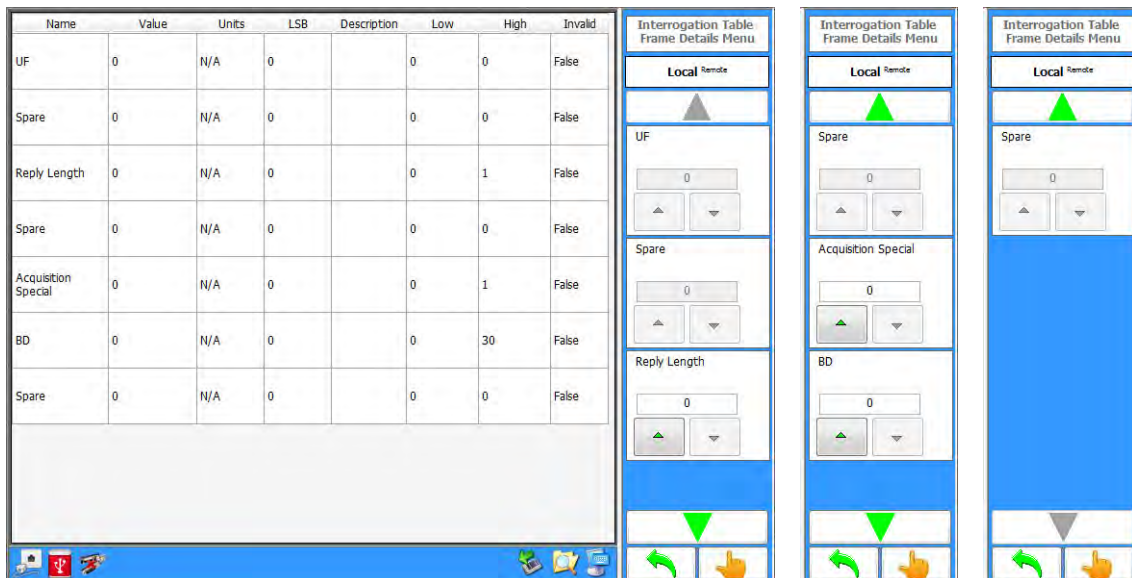 Name Value Units LSB Description Low High Invalid
UF 0 N/A 0 0 0 False
Spare 0 N/A 0 0 0 False
Reply Length 0 N/A 0 0 1 False
Spare 0 N/A 0 0 0 False
Acquisition
Special 0 N/A 0 0 1 False
BD 0 N/A 0 0 30 False
Spare 0 N/A 0 0 0 False
Interrogation Table
Frame Details Menu
Local Remote
UF
0
Spare
0
Reply Length
0
Interrogation Table
Frame Details Menu
Local Remote
Spare
0
Acquisition Special
0
BD
0
Interrogation Table
Frame Details Menu
Local Remote
Spare
0